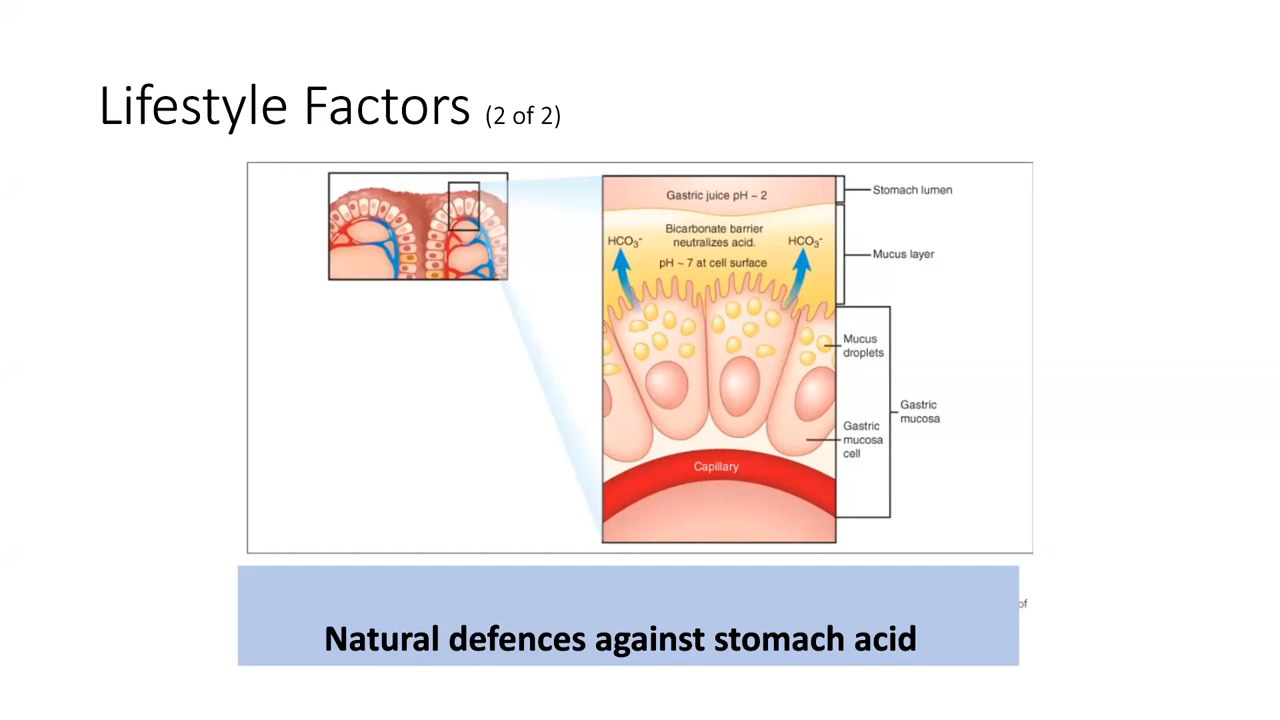 Lifestyle Factors (2 of 2)
Gastric juice pH ~ 2
Stomach lumen
Bicarbonate barrier
neutralizes acid.
HCO₃⁻
HCO₃⁻
pH ~ 7 at cell surface
Mucus layer
Mucus
droplets
Gastric
mucosa
Gastric
mucosa
cell
Capillary
of
Natural defences against stomach acid